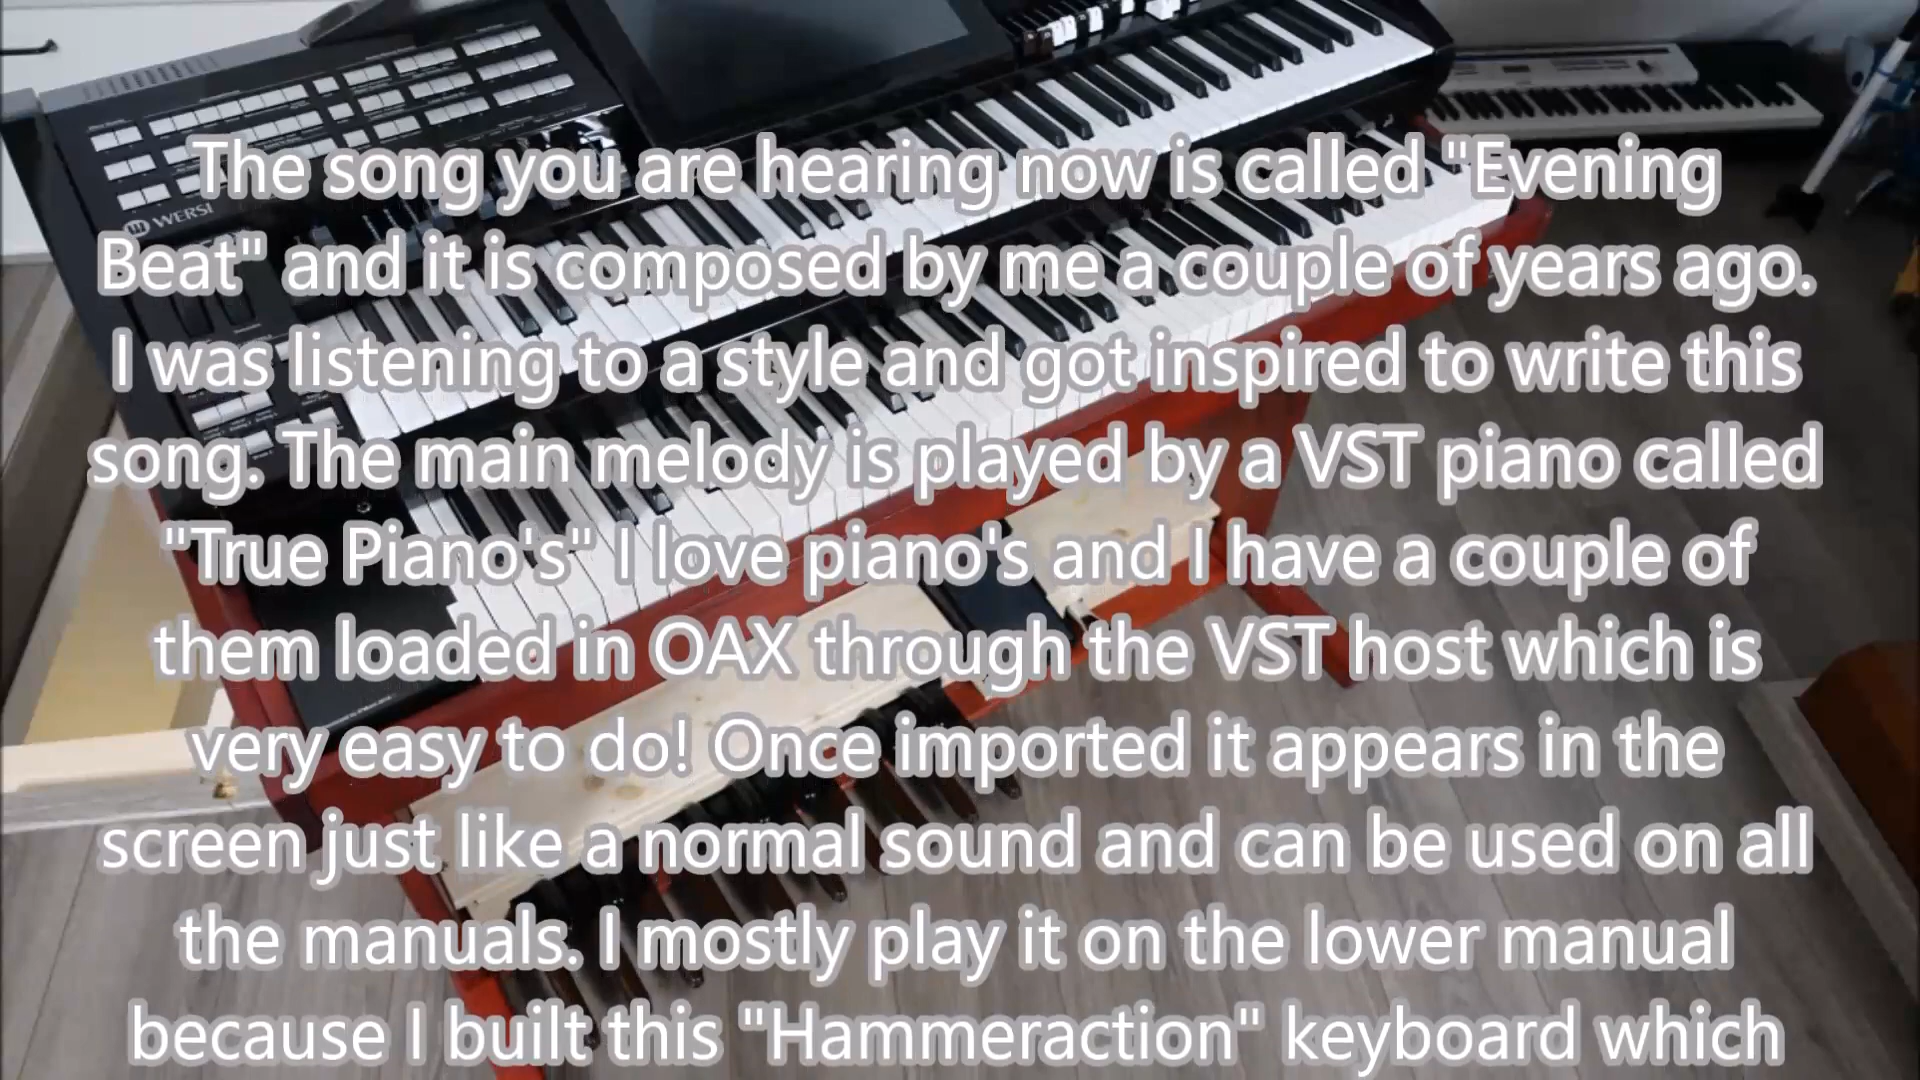 The song you are hearing now is called "Evening
Beat" and it is composed by me a couple of years ago.
I was listening to a style and got inspired to write this
song. The main melody is played by a VST piano called
"True Piano's" I love piano's and I have a couple of
them loaded in OAX through the VST host which is
very easy to do! Once imported it appears in the
screen just like a normal sound and can be used on all
the manuals. I mostly play it on the lower manual
because I built this "Hammeraction" keyboard which
WERSI